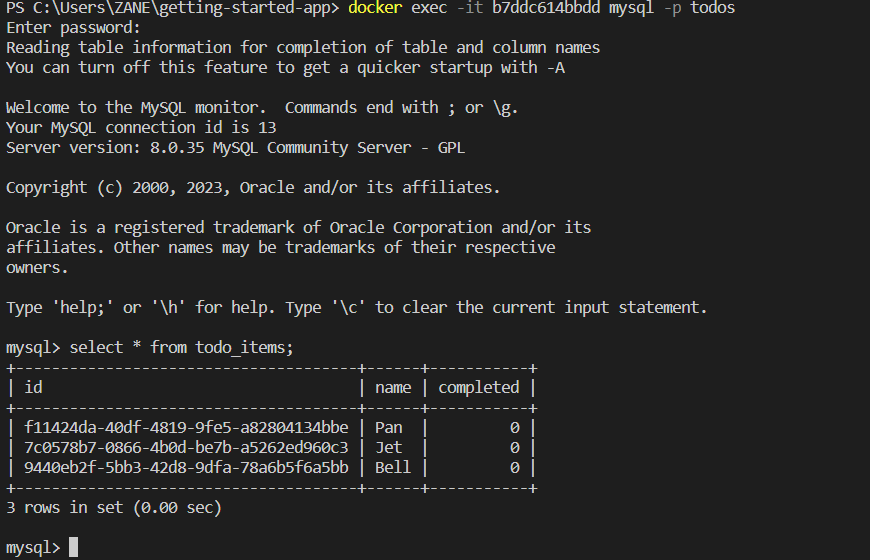 PS C:\Users\ZANE\getting-started-app> docker exec -it b7ddc614bbdd mysql -p todos
Enter password:
Reading table information for completion of table and column names
You can turn off this feature to get a quicker startup with -A

Welcome to the MySQL monitor.  Commands end with ; or \g.
Your MySQL connection id is 13
Server version: 8.0.35 MySQL Community Server - GPL

Copyright (c) 2000, 2023, Oracle and/or its affiliates.

Oracle is a registered trademark of Oracle Corporation and/or its
affiliates. Other names may be trademarks of their respective
owners.

Type 'help;' or '\h' for help. Type '\c' to clear the current input statement.

mysql> select * from todo_items;
+--------------------------------------+------+-----------+
| id                                   | name | completed |
+--------------------------------------+------+-----------+
| f11424da-40df-4819-9fe5-a82804134bbe | Pan  |         0 |
| 7c0578b7-0866-4b0d-be7b-a5262ed960c3 | Jet  |         0 |
| 9440eb2f-5bb3-42d8-9dfa-78a6b5f6a5bb | Bell |         0 |
+--------------------------------------+------+-----------+
3 rows in set (0.00 sec)

mysql>